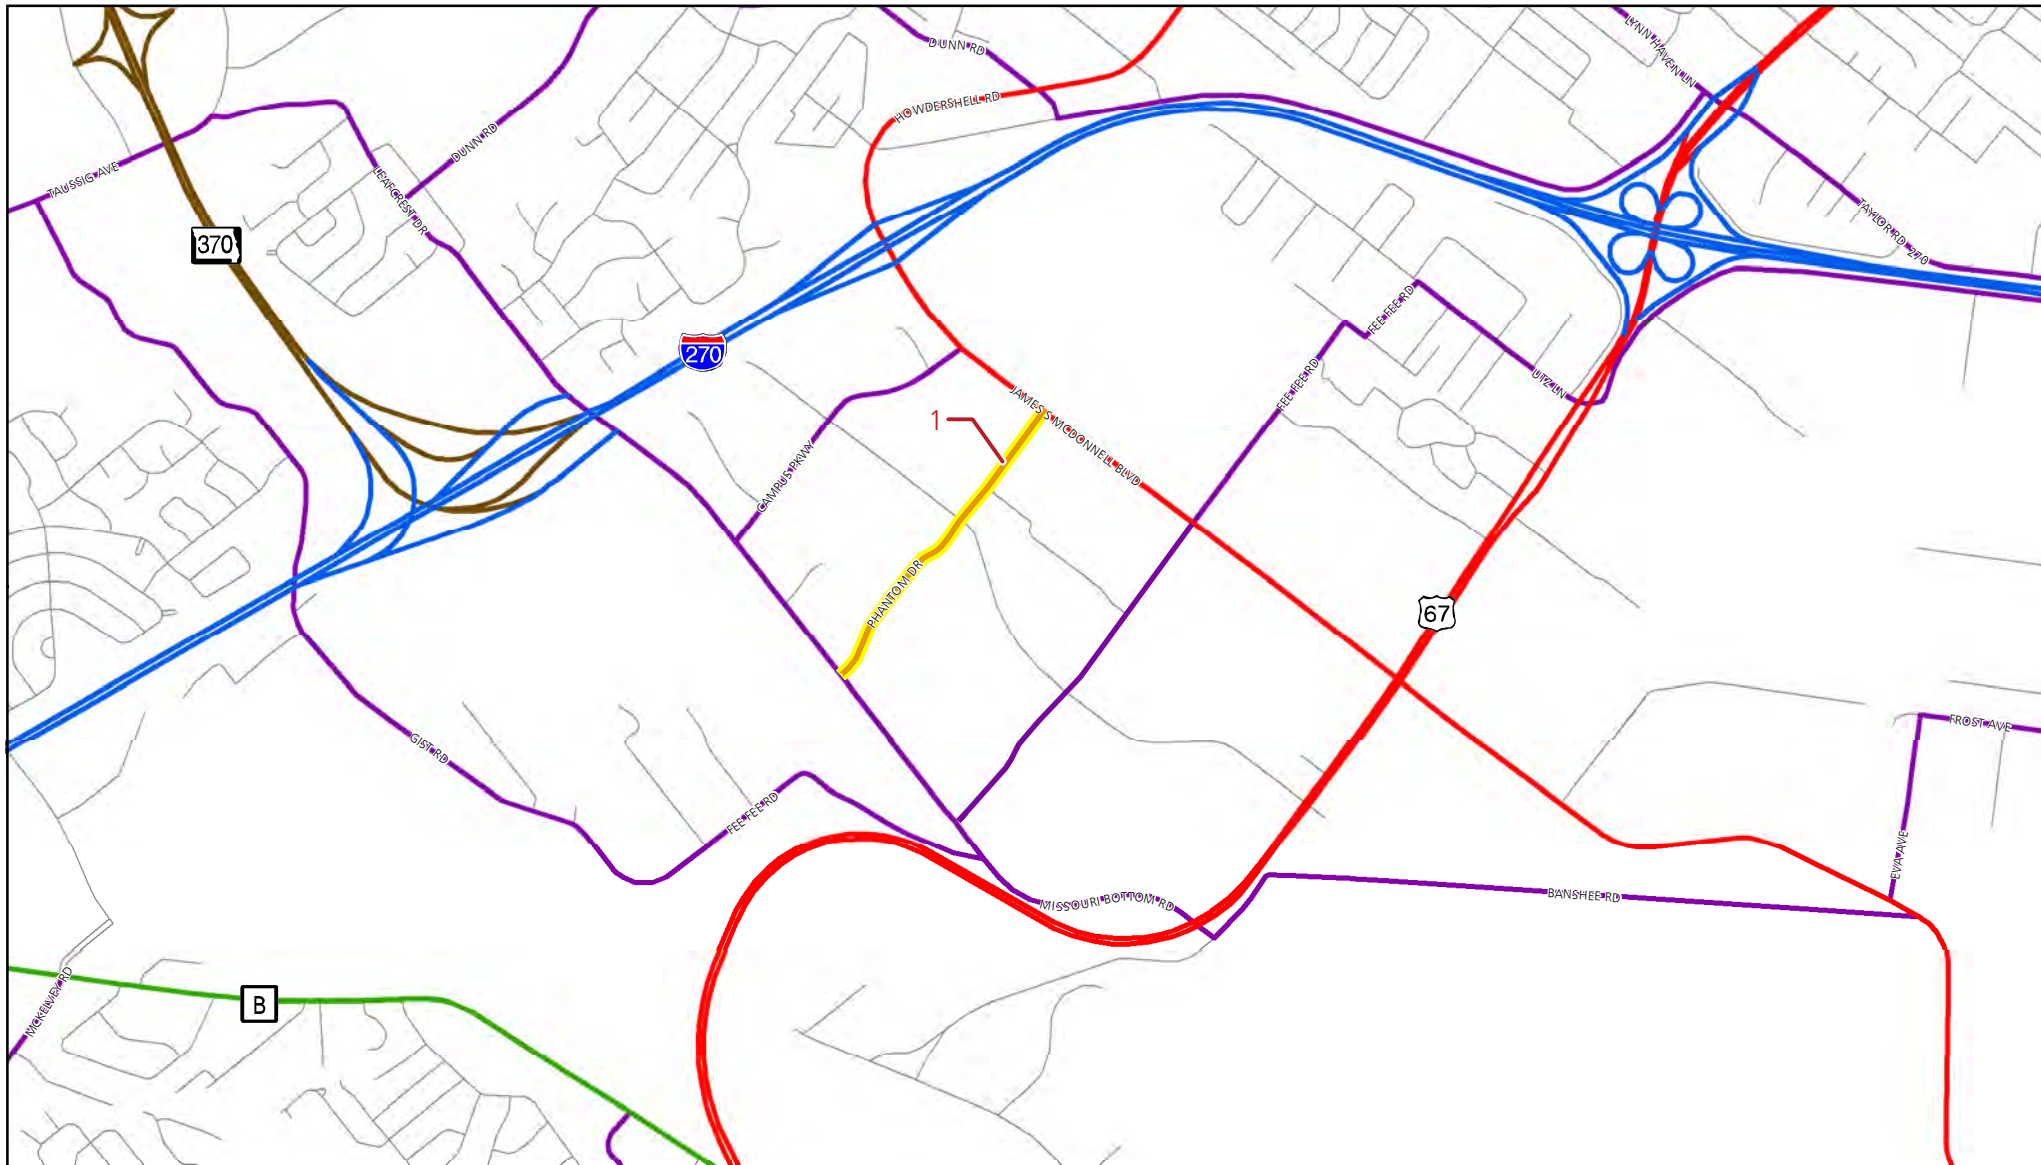 LYNN HAVEN LN
DUNN RD
HOWDERSHELL RD
DUNN RD
TAUSSIG AVE
LEAFCREST DR
TAYLOR RD 270
370
FEE FEE RD
270
FEE FEE RD
UTZ LN
JAMES S MCDONNELL BLVD
1
CAMPUS PKWY
PHANTOM DR
67
FROST AVE
GIST RD
FEE FEE RD
EVA AVE
MISSOURI BOTTOM RD
BANSHEE RD
MCKELVEY RD
B